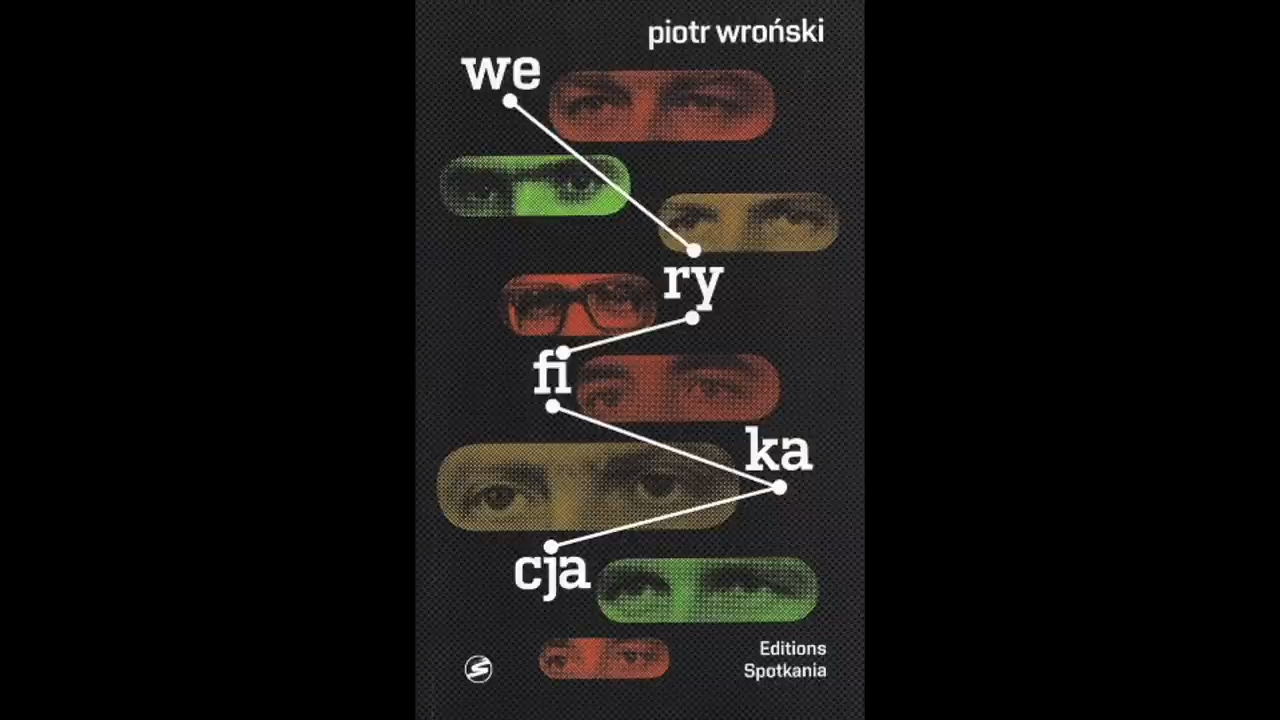 piotr wroński
we
ry
fi
ka
cja
Editions
Spotkania